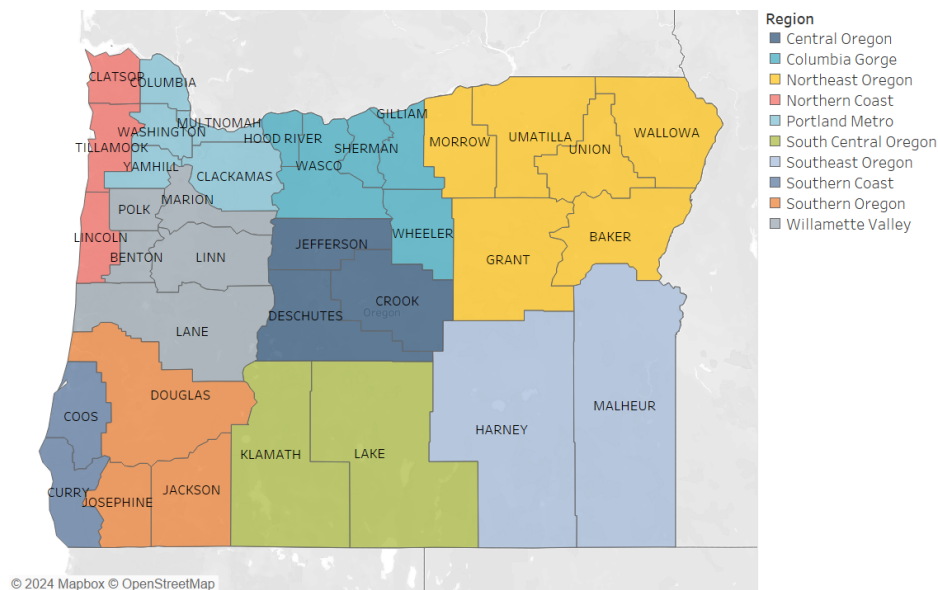 Region
Central Oregon
Columbia Gorge
Northeast Oregon
Northern Coast
Portland Metro
South Central Oregon
Southeast Oregon
Southern Coast
Southern Oregon
Willamette Valley
CLATSOP
COLUMBIA
GILLIAM
MULTNOMAH
WASHINGTON
HOOD RIVER
TILLAMOOK
SHERMAN
MORROW
UMATILLA
UNION
WALLOWA
YAMHILL
WASCO
CLACKAMAS
MARION
POLK
LINCOLN
WHEELER
JEFFERSON
BAKER
BENTON
LINN
GRANT
CROOK
Oregon
DESCHUTES
LANE
DOUGLAS
MALHEUR
COOS
HARNEY
KLAMATH
LAKE
CURRY
JOSEPHINE
JACKSON
© 2024 Mapbox © OpenStreetMap